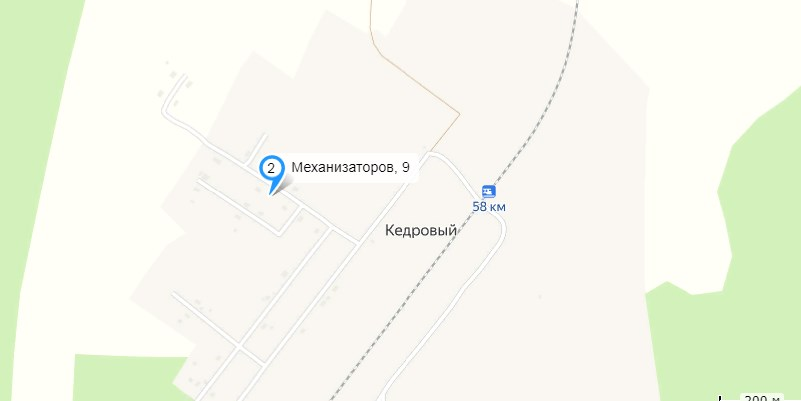 2
Механизаторов, 9
58 км
Кедровый
200 м